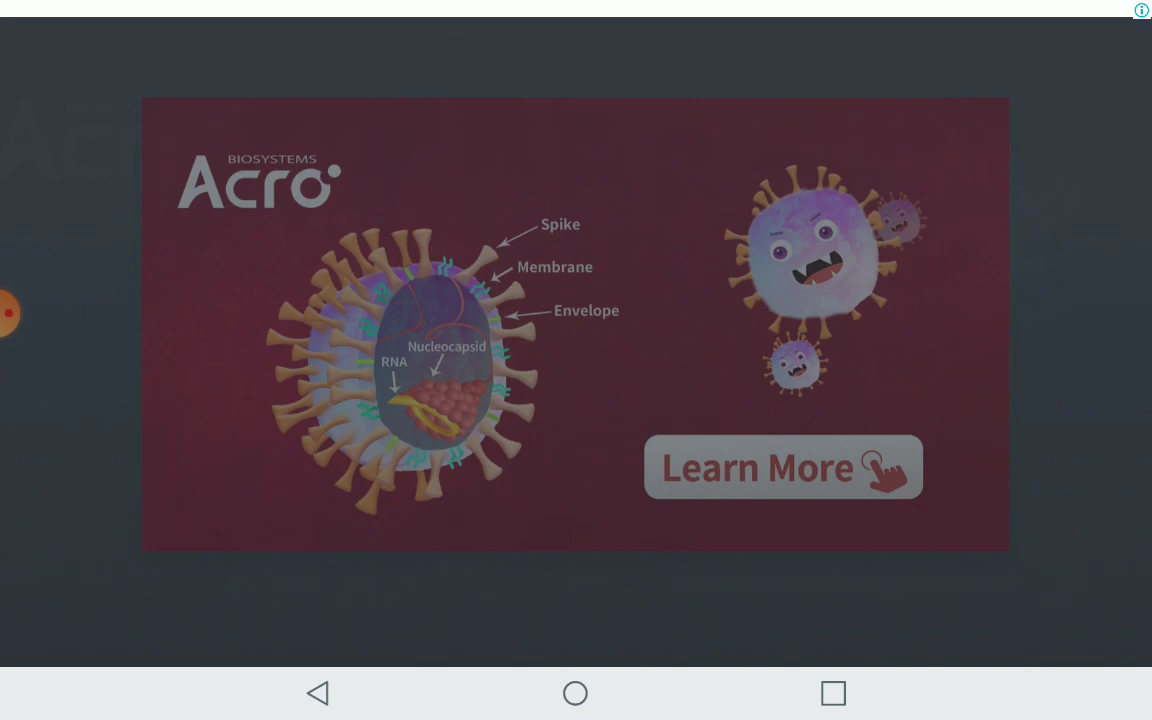 BIOSYSTEMS
Acro
Spike
Membrane
Envelope
Nucleocapsid
RNA
Learn More